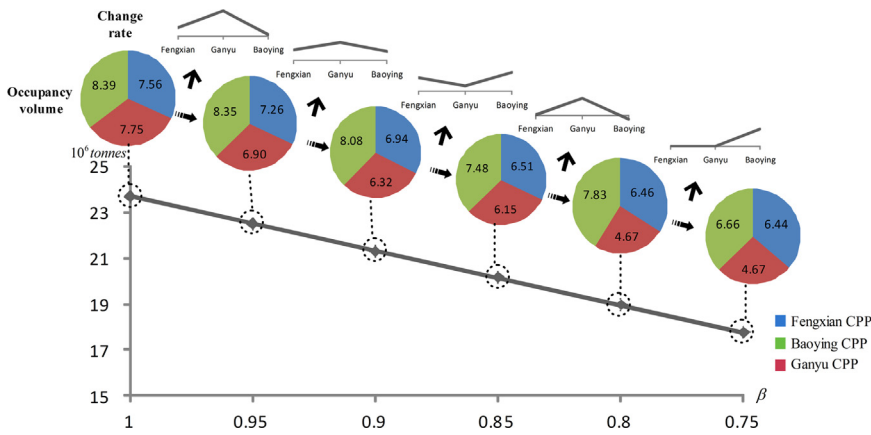 Change rate
Occupancy volume
Fengxian Ganyu Baoying
Fengxian Ganyu Baoying
Fengxian Ganyu Baoying
Fengxian Ganyu Baoying
Fengxian Ganyu Baoying
8.39 7.56 7.75
8.35 7.26 6.90
8.08 6.94 6.32
7.48 6.51 6.15
7.83 6.46 4.67
6.66 6.44 4.67
10⁶ tonnes
25
23
21
19
17
15
1 0.95 0.9 0.85 0.8 0.75
β
Fengxian CPP
Baoying CPP
Ganyu CPP